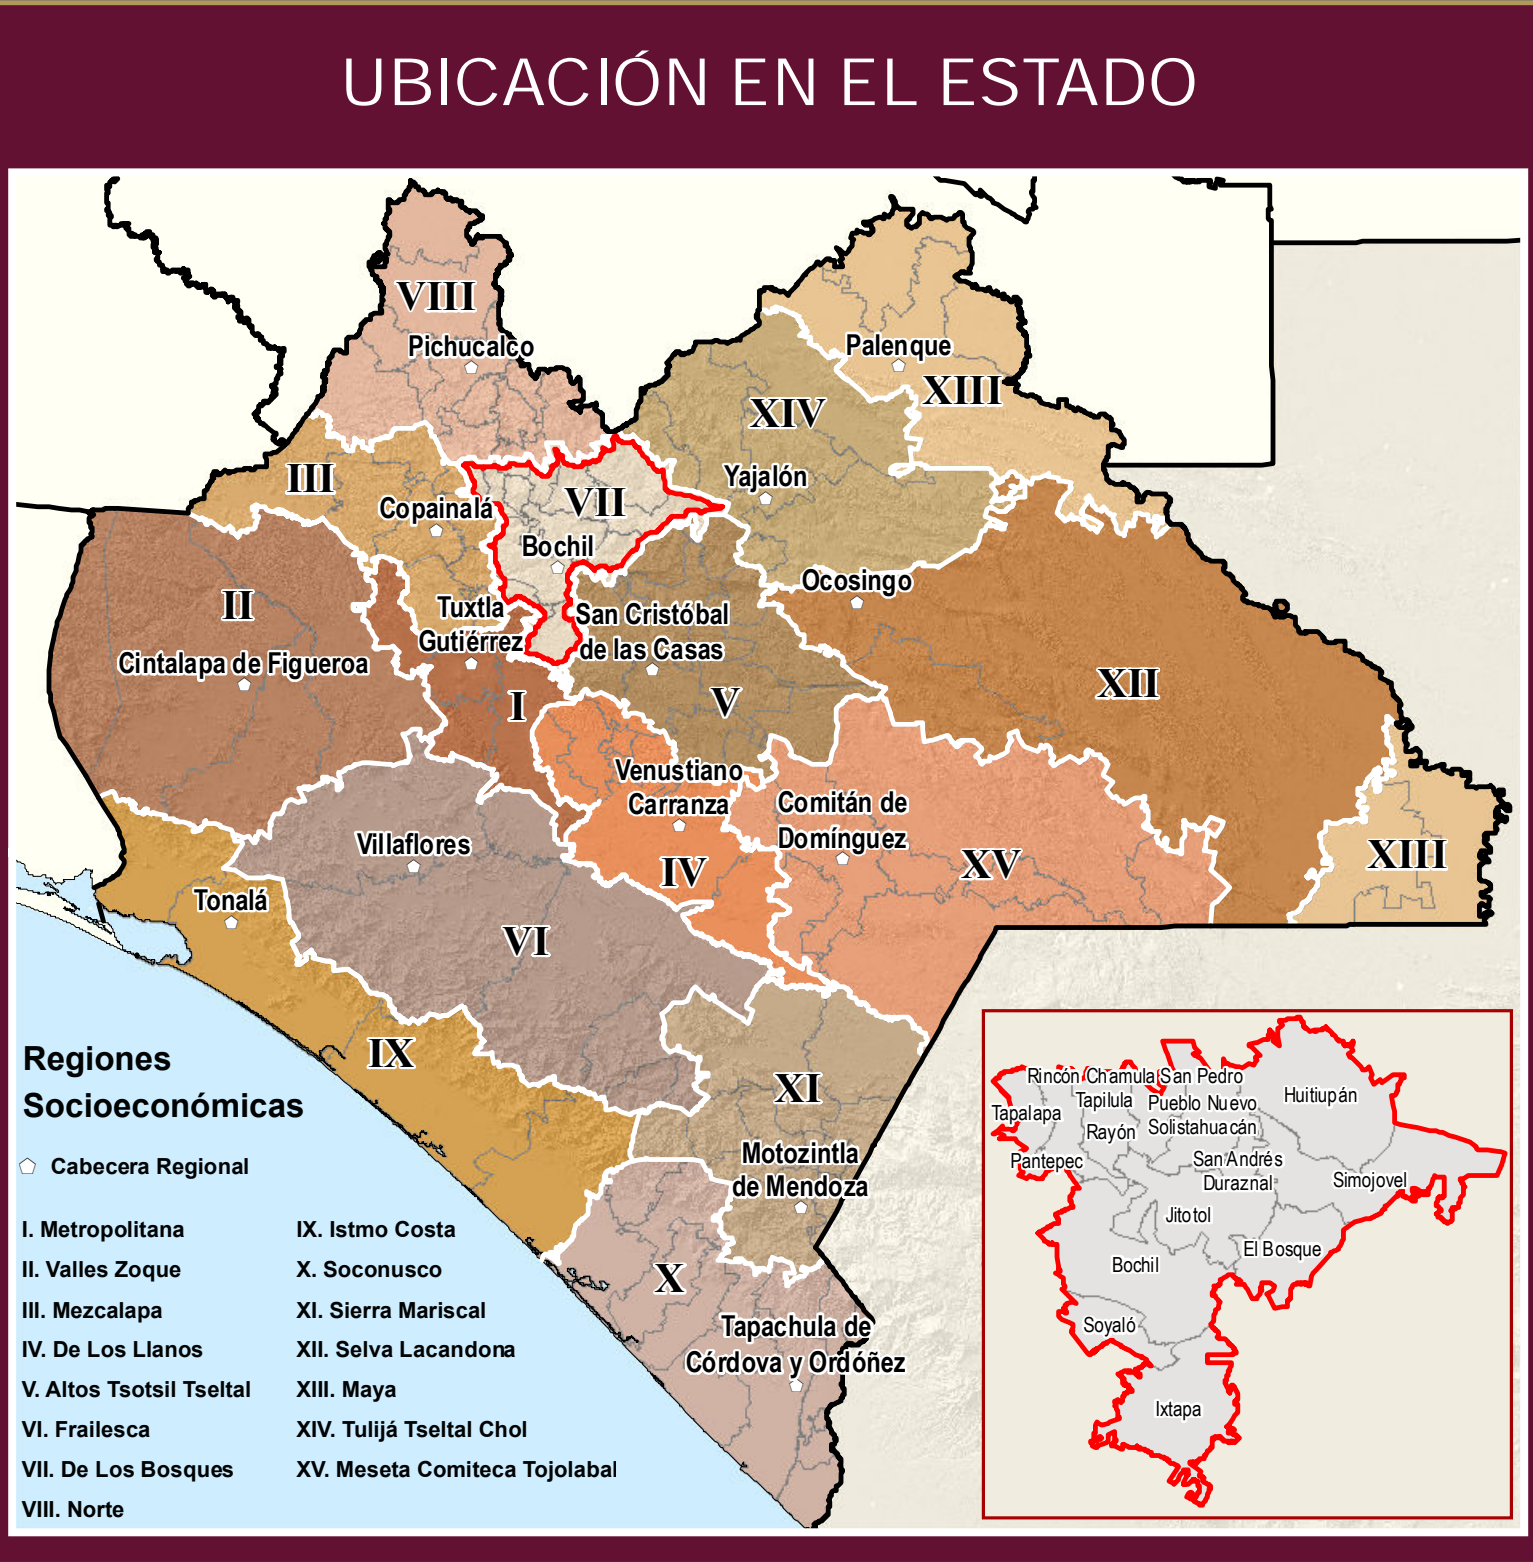 UBICACIÓN EN EL ESTADO
VIII
Pichucalco
Palenque
XIII
XIV
III
Yajalón
VII
Copainalá
Bochil
Ocosingo
II
Tuxtla
Gutiérrez
San Cristóbal
de las Casas
Cintalapa de Figueroa
XII
I
V
Venustiano
Carranza
Comitán de
Domínguez
Villaflores
IV
XV
XIII
Tonalá
VI
IX
XI
Motozintla
de Mendoza
X
Tapachula de
Córdova y Ordóñez
Regiones
Socioeconómicas
Cabecera Regional
I. Metropolitana
II. Valles Zoque
III. Mezcalapa
IV. De Los Llanos
V. Altos Tsotsil Tseltal
VI. Frailesca
VII. De Los Bosques
VIII. Norte
IX. Istmo Costa
X. Soconusco
XI. Sierra Mariscal
XII. Selva Lacandona
XIII. Maya
XIV. Tulijá Tseltal Chol
XV. Meseta Comiteca Tojolabal
Rincón Chamula San Pedro
Huitiupán
Tapilula
Pueblo Nuevo
Solistahuacán
Tapalapa
Rayón
Pantepec
San Andrés
Duraznal
Simojovel
Jitotol
El Bosque
Bochil
Soyaló
Ixtapa